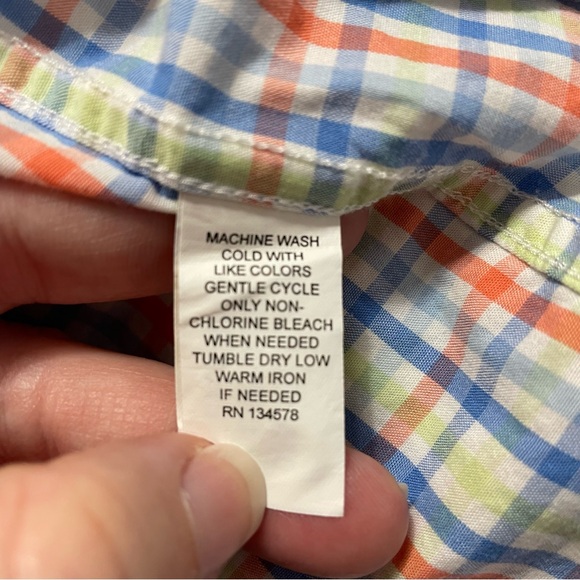 MACHINE WASH
COLD WITH
LIKE COLORS
GENTLE CYCLE
ONLY NON-
CHLORINE BLEACH
WHEN NEEDED
TUMBLE DRY LOW
WARM IRON
IF NEEDED
RN 134578